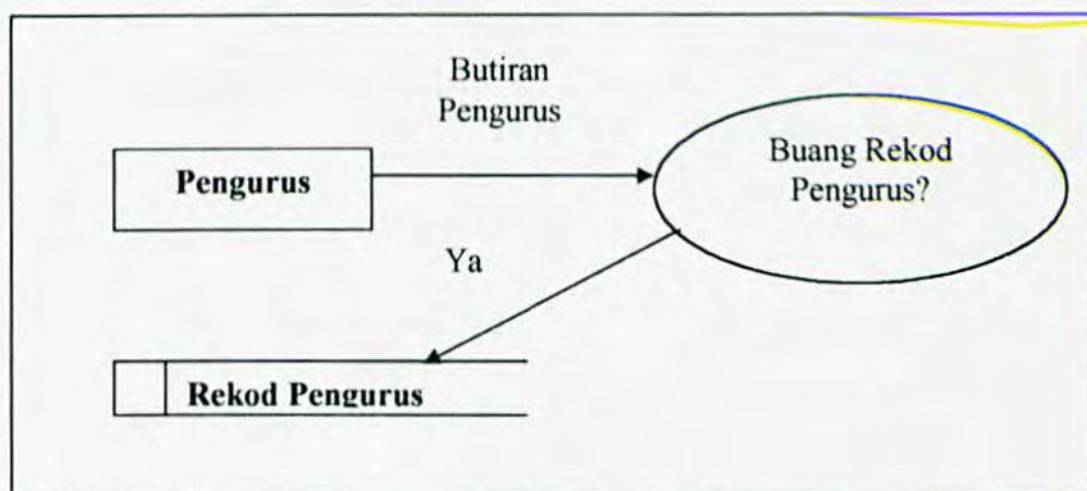 Butiran
Pengurus
Pengurus
Buang Rekod
Pengurus?
Ya
Rekod Pengurus